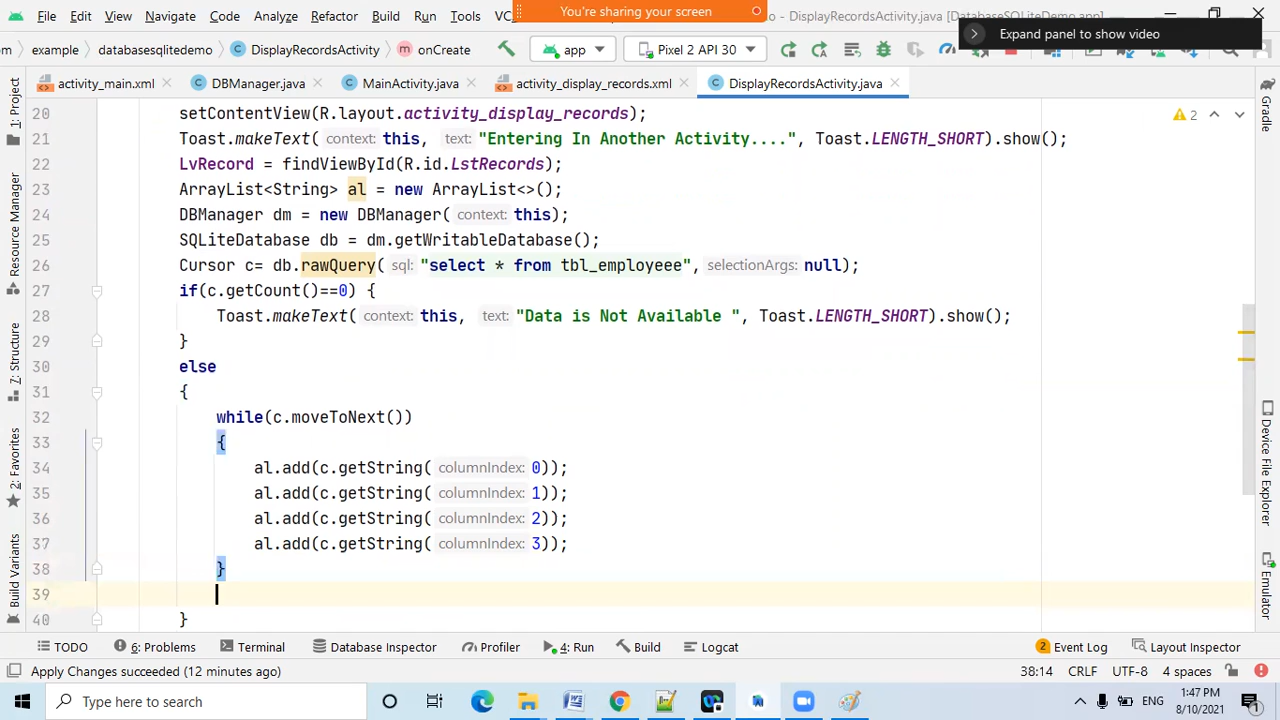 File Edit View Navigate Code Analyze Refactor Build Run Tools VC
You're sharing your screen
DisplayRecordsActivity.java [DatabaseSQLiteDemo.app]
Expand panel to show video
m example databasesqlitedemo DisplayRecordsActivity onCreate app Pixel 2 API 30
activity_main.xml DBManager.java MainActivity.java activity_display_records.xml DisplayRecordsActivity.java
1: Project
Resource Manager
7: Structure
2: Favorites
Build Variants
20 setContentView(R.layout.activity_display_records);
2
21 Toast.makeText( context: this, text: "Entering In Another Activity....", Toast.LENGTH_SHORT).show();
22 LvRecord = findViewById(R.id.LstRecords);
23 ArrayList<String> al = new ArrayList<>();
24 DBManager dm = new DBManager( context: this);
25 SQLiteDatabase db = dm.getWritableDatabase();
26 Cursor c= db.rawQuery( sql: "select * from tbl_employeee", selectionArgs: null);
27 if(c.getCount()==0) {
28 Toast.makeText( context: this, text: "Data is Not Available ", Toast.LENGTH_SHORT).show();
29 }
30 else
31 {
32 while(c.moveToNext())
33 {
34 al.add(c.getString( columnIndex: 0));
35 al.add(c.getString( columnIndex: 1));
36 al.add(c.getString( columnIndex: 2));
37 al.add(c.getString( columnIndex: 3));
38 }
39
40 }
Gradle
Device File Explorer
Emulator
TODO 6: Problems Terminal Database Inspector Profiler 4: Run Build Logcat 2 Event Log Layout Inspector
Apply Changes succeeded (12 minutes ago) 38:14 CRLF UTF-8 4 spaces
Type here to search
ENG
1:47 PM
8/10/2021
1